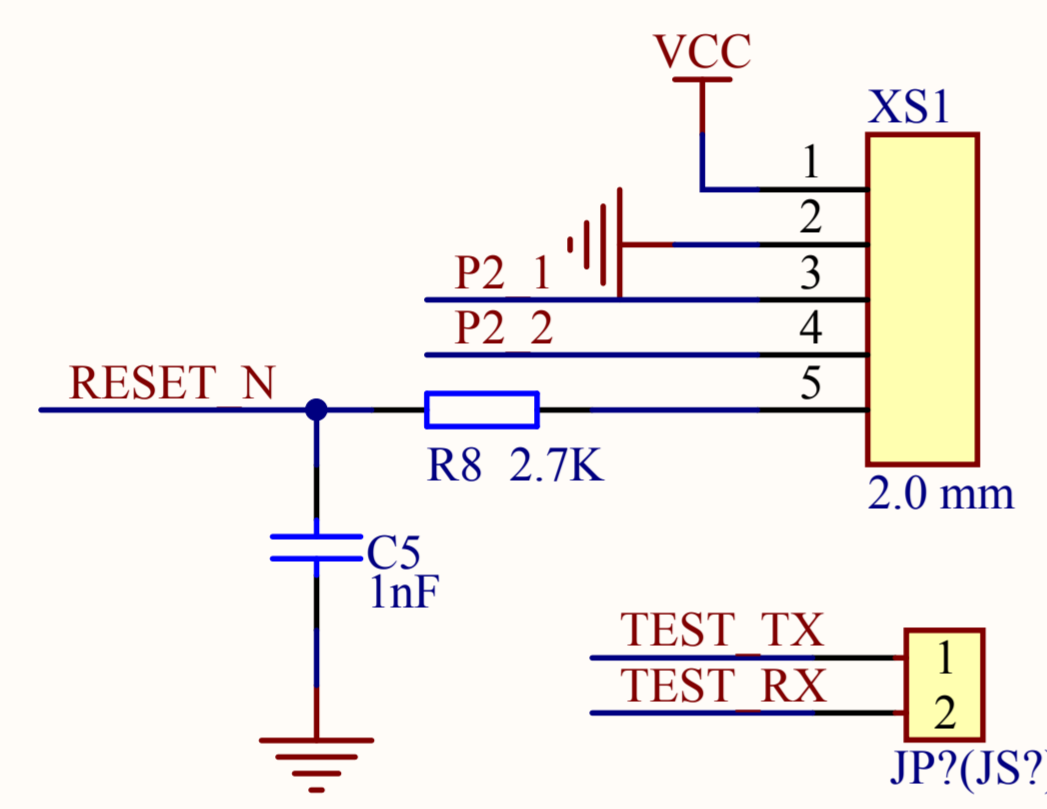 VCC
XS1
1
2
P2_1
3
P2_2
4
RESET_N
5
R8 2.7K
2.0 mm
C5
1nF
TEST_TX
1
TEST_RX
2
JP?(JS?)